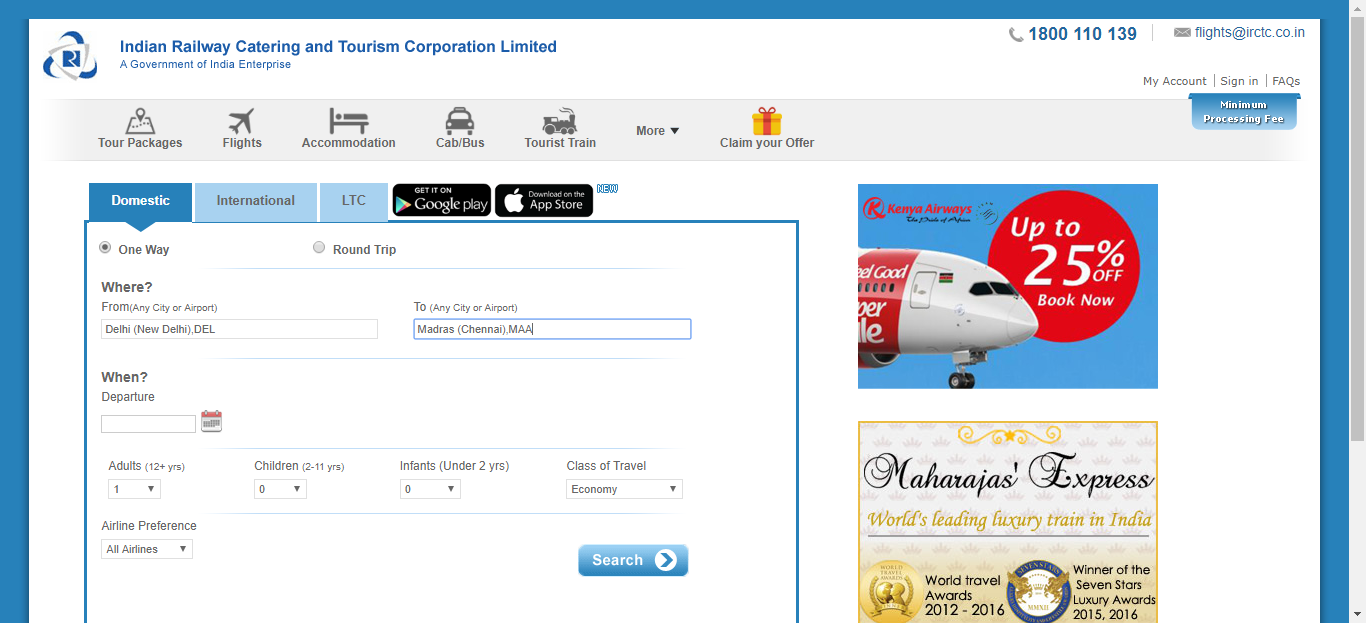 Indian Railway Catering and Tourism Corporation Limited
A Government of India Enterprise
1800 110 139
flights@irctc.co.in
My Account Sign in FAQs
Minimum
Processing Fee
Tour Packages Flights Accommodation Cab/Bus Tourist Train More ▼ Claim your Offer
Domestic International LTC
GET IT ON
Google play
Download on the
App Store
NEW
One Way Round Trip
Where?
From(Any City or Airport) To (Any City or Airport)
Delhi (New Delhi),DEL Madras (Chennai),MAA
When?
Departure
Adults (12+ yrs) Children (2-11 yrs) Infants (Under 2 yrs) Class of Travel
1 0 0 Economy
Airline Preference
All Airlines
Search
Kenya Airways
The Pride of Africa
Up to
25%
OFF
Book Now
eel Good
per
le
Maharajas' Express
World's leading luxury train in India
WORLD
TRAVEL
AWARDS
World travel
Awards
2012 - 2016
SEVEN STARS
MMXII
Winner of the
Seven Stars
Luxury Awards
2015, 2016